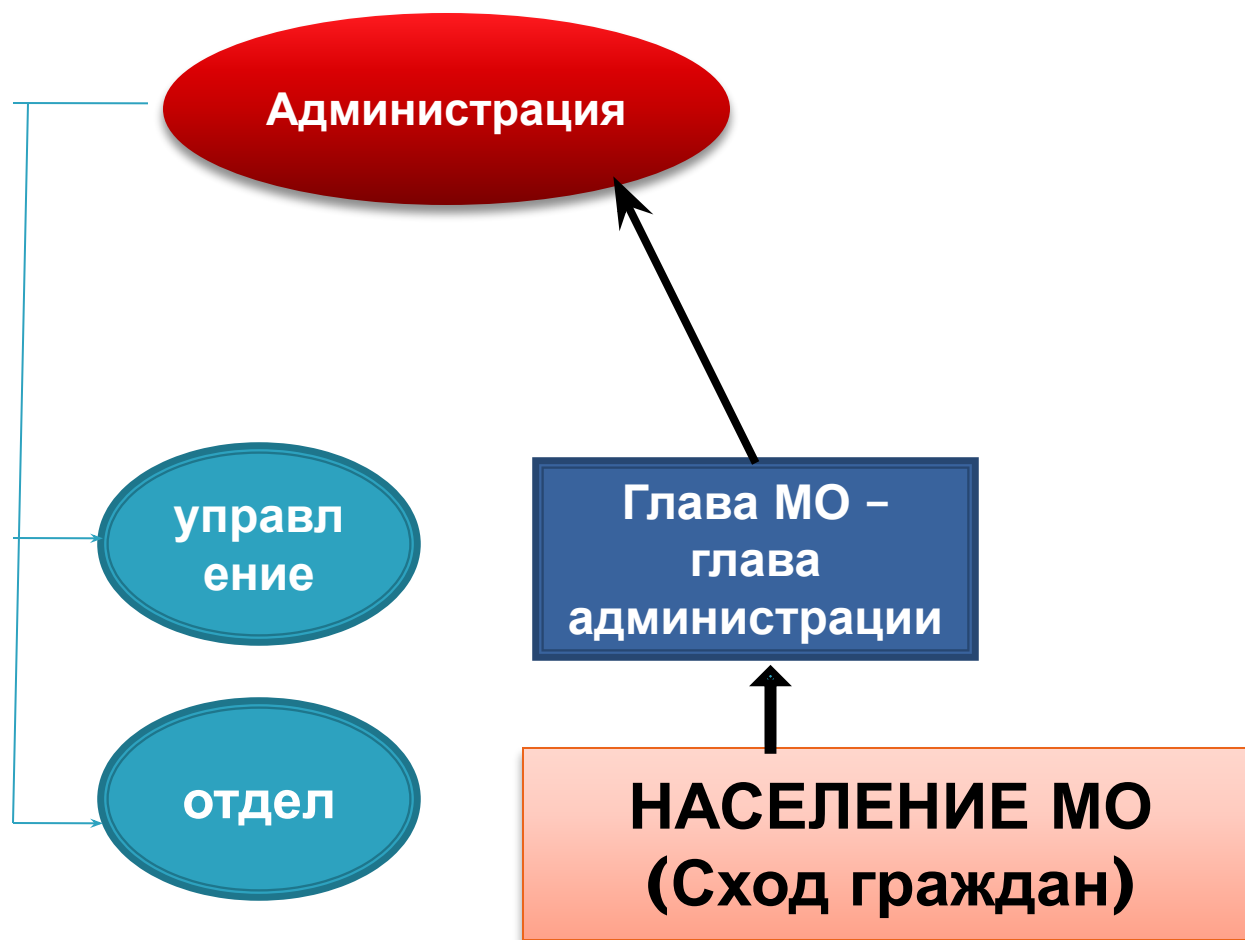 Администрация
управл
ение
Глава МО –
глава
администрации
отдел
НАСЕЛЕНИЕ МО
(Сход граждан)